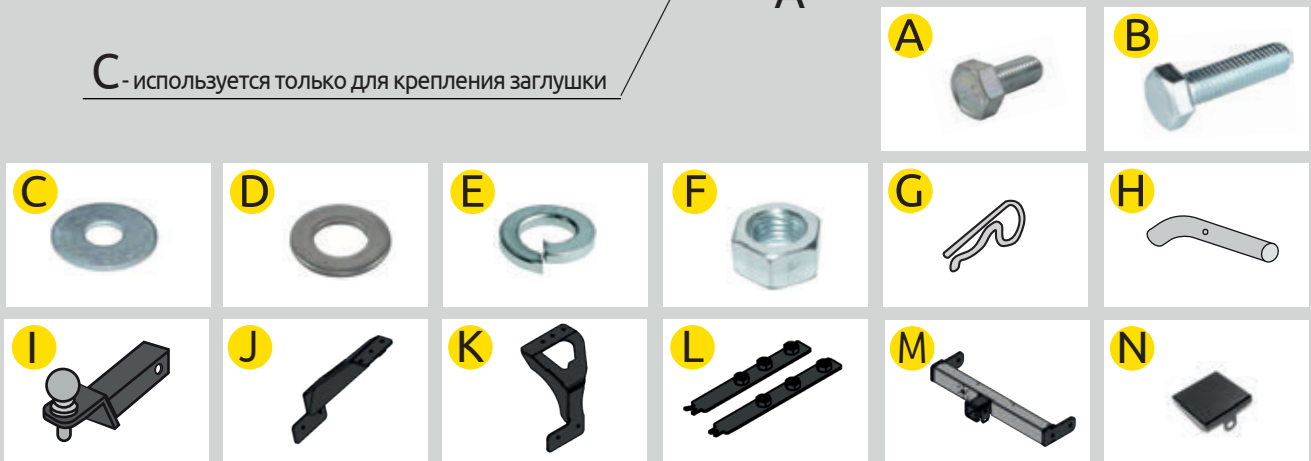 A
C - используется только для крепления заглушки
A
B
C
D
E
F
G
H
I
J
K
L
M
N